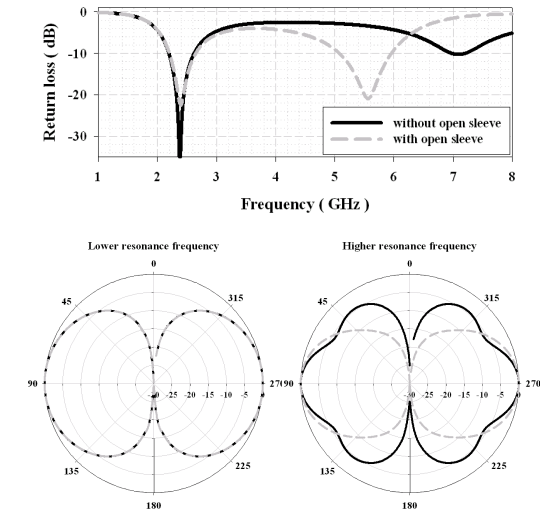 0
-10
-20
-30
Return loss ( dB)
without open sleeve
with open sleeve
1 2 3 4 5 6 7 8
Frequency ( GHz )
Lower resonance frequency
0
45 315
90 -30 -25 -20 -15 -10 -5 270
135 225
180
Higher resonance frequency
0
45 315
90 -30 -25 -20 -15 -10 -5 0 270
135 225
180